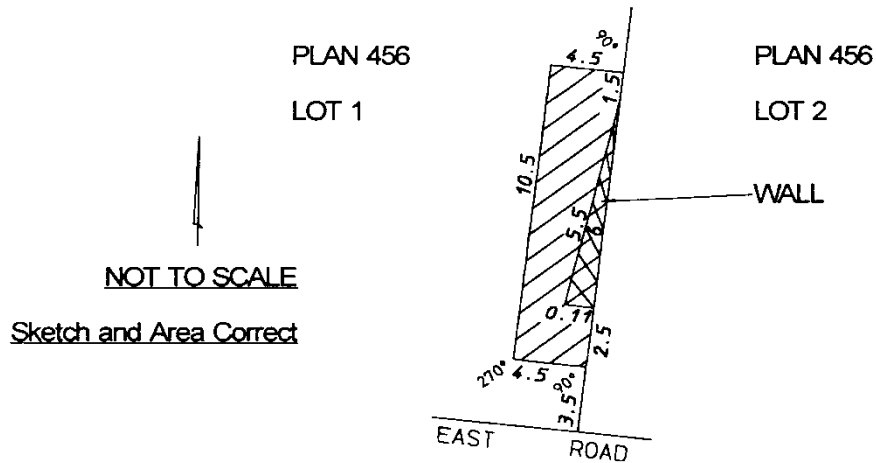 PLAN 456
LOT 1
PLAN 456
LOT 2
90°
4.5
1.5
10.5
WALL
5.5
6
NOT TO SCALE
Sketch and Area Correct
0.11
2.5
270°
4.5
90°
3.5
EAST ROAD